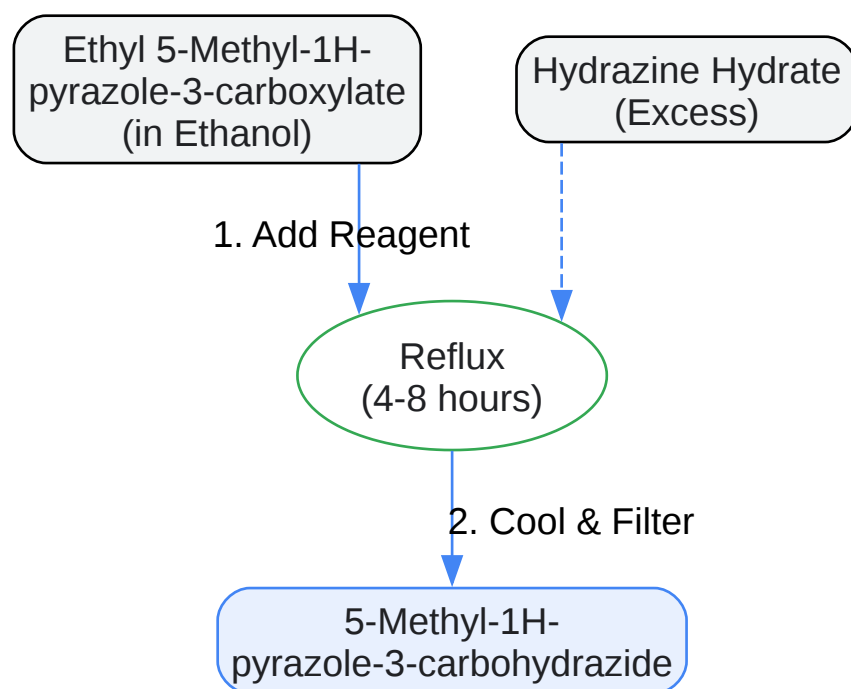 Ethyl 5-Methyl-1H-
pyrazole-3-carboxylate
(in Ethanol)
Hydrazine Hydrate
(Excess)
1. Add Reagent
Reflux
(4-8 hours)
2. Cool & Filter
5-Methyl-1H-
pyrazole-3-carbohydrazide